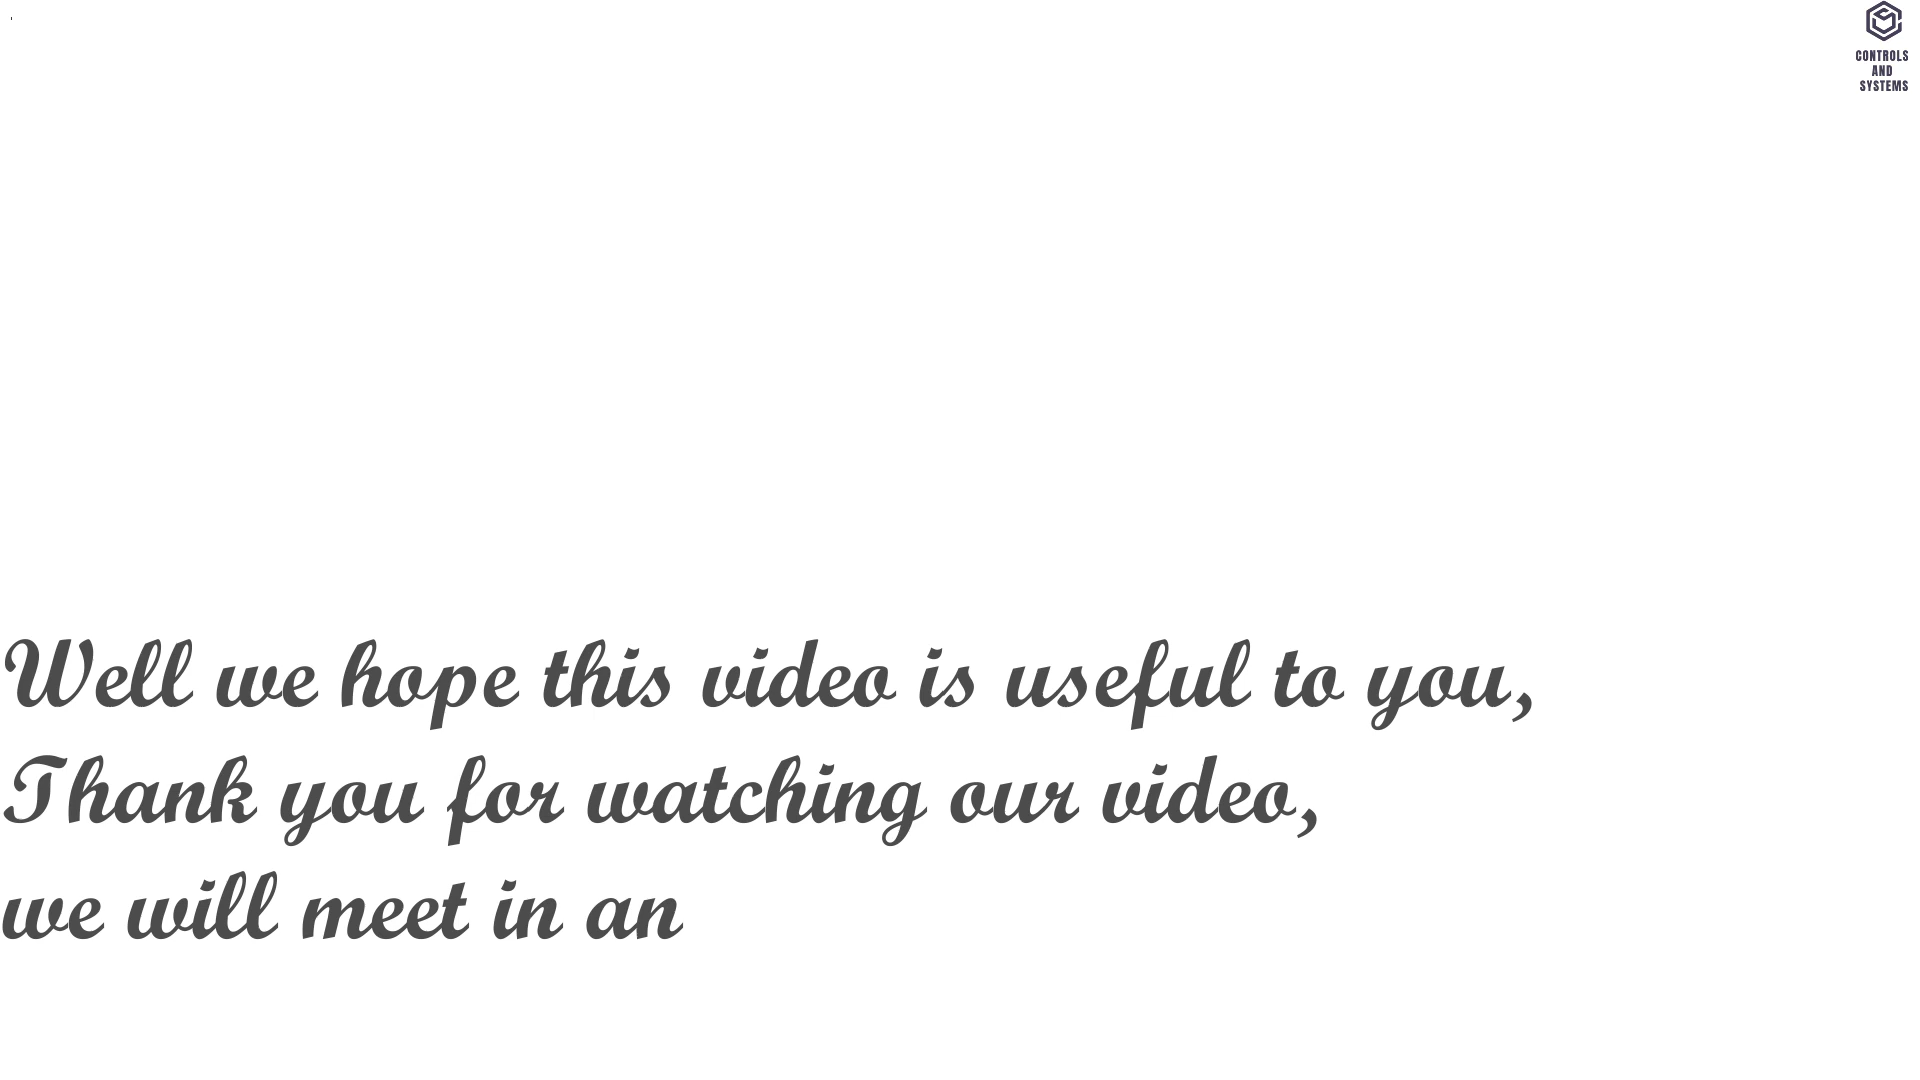 CONTROLS
AND
SYSTEMS
Well we hope this video is useful to you,
Thank you for watching our video,
we will meet in an